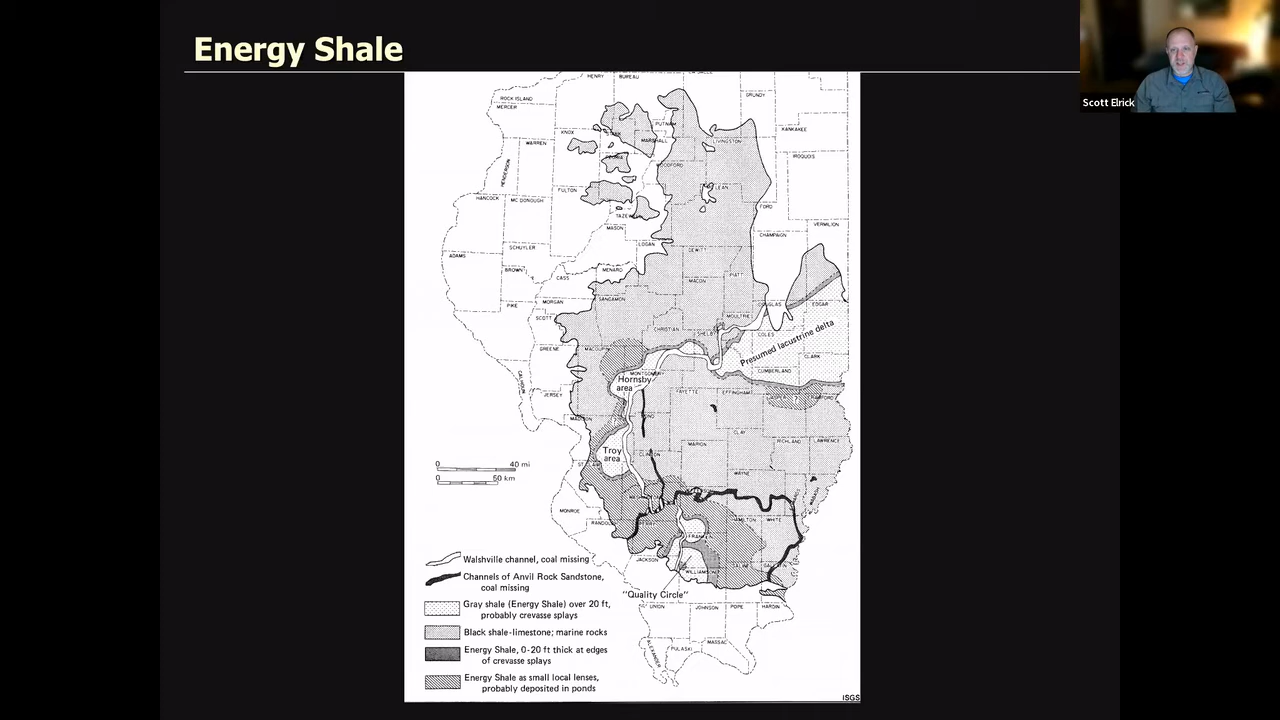 Energy Shale
Scott Elrick
HENRY
BUREAU
LA SALLE
ROCK ISLAND
MERCER
GRUNDY
PUTNAM
KNOX
KANKAKEE
WARREN
MARSHALL
LIVINGSTON
HENDERSON
PEORIA
IROQUOIS
WOODFORD
FULTON
HANCOCK
MC DONOUGH
FORD
TAZEWELL
MASON
VERMILION
CHAMPAIGN
SCHUYLER
LOGAN
ADAMS
DEWITT
BROWN
CASS
MENARD
PIATT
MACON
PIKE
MORGAN
SANGAMON
DOUGLAS
EDGAR
SCOTT
MOULTRIE
CHRISTIAN
SHELBY
COLES
Presumed lacustrine delta
GREENE
CLARK
CALHOUN
MONTGOMERY
CUMBERLAND
Hornsby
area
JERSEY
FAYETTE
EFFINGHAM
JASPER
MADISON
BOND
CLAY
MARION
RICHLAND
LAWRENCE
Troy
area
CLINTON
0 40 mi
0 50 km
WAYNE
MONROE
HAMILTON
WHITE
FRANKLIN
JACKSON
WILLIAMSON
"Quality Circle"
UNION
JOHNSON
POPE
HARDIN
ALEXANDER
PULASKI
MASSAC
Walshville channel, coal missing
Channels of Anvil Rock Sandstone,
coal missing
Gray shale (Energy Shale) over 20 ft,
probably crevasse splays
Black shale-limestone; marine rocks
Energy Shale, 0-20 ft thick at edges
of crevasse splays
Energy Shale as small local lenses,
probably deposited in ponds
ISGS